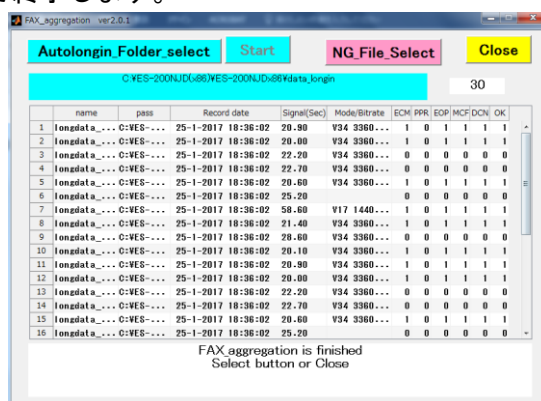 了します。
FAX_aggregation ver2.0.1
Autolongin_Folder_select Start NG_File_Select Close
C:¥ES-200NJD(x86)¥ES-200NJDx86¥data_longin 30
name pass Record date Signal(Sec) Mode/Bitrate ECM PPR EOP MCF DCN OK
1 longdata_... C:¥ES-... 25-1-2017 18:36:02 20.90 V34 3360... 1 0 1 1 1 1
2 longdata_... C:¥ES-... 25-1-2017 18:36:02 20.00 V34 3360... 1 0 1 1 1 1
3 longdata_... C:¥ES-... 25-1-2017 18:36:02 22.20 V34 3360... 0 0 0 0 0 0
4 longdata_... C:¥ES-... 25-1-2017 18:36:02 22.70 V34 3360... 0 0 0 0 0 0
5 longdata_... C:¥ES-... 25-1-2017 18:36:02 20.60 V34 3360... 1 0 1 1 1 1
6 longdata_... C:¥ES-... 25-1-2017 18:36:02 25.20 0 0 0 0 0 0
7 longdata_... C:¥ES-... 25-1-2017 18:36:02 58.60 V17 1440... 1 0 1 1 1 1
8 longdata_... C:¥ES-... 25-1-2017 18:36:02 21.40 V34 3360... 1 0 1 1 1 1
9 longdata_... C:¥ES-... 25-1-2017 18:36:02 28.60 V34 3360... 0 0 0 0 0 0
10 longdata_... C:¥ES-... 25-1-2017 18:36:02 20.10 V34 3360... 1 0 1 1 1 1
11 longdata_... C:¥ES-... 25-1-2017 18:36:02 20.90 V34 3360... 1 0 1 1 1 1
12 longdata_... C:¥ES-... 25-1-2017 18:36:02 20.00 V34 3360... 1 0 1 1 1 1
13 longdata_... C:¥ES-... 25-1-2017 18:36:02 22.20 V34 3360... 0 0 0 0 0 0
14 longdata_... C:¥ES-... 25-1-2017 18:36:02 22.70 V34 3360... 0 0 0 0 0 0
15 longdata_... C:¥ES-... 25-1-2017 18:36:02 20.60 V34 3360... 1 0 1 1 1 1
16 longdata_... C:¥ES-... 25-1-2017 18:36:02 25.20 0 0 0 0 0 0
FAX_aggregation is finished
Select button or Close